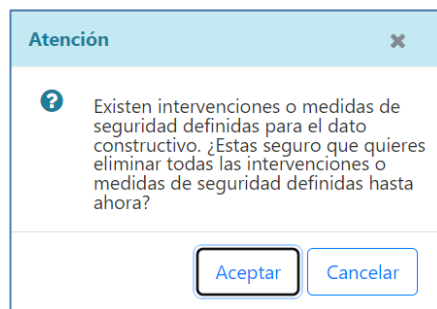 Atención
Existen intervenciones o medidas de
seguridad definidas para el dato
constructivo. ¿Estas seguro que quieres
eliminar todas las intervenciones o
medidas de seguridad definidas hasta
ahora?
Aceptar Cancelar